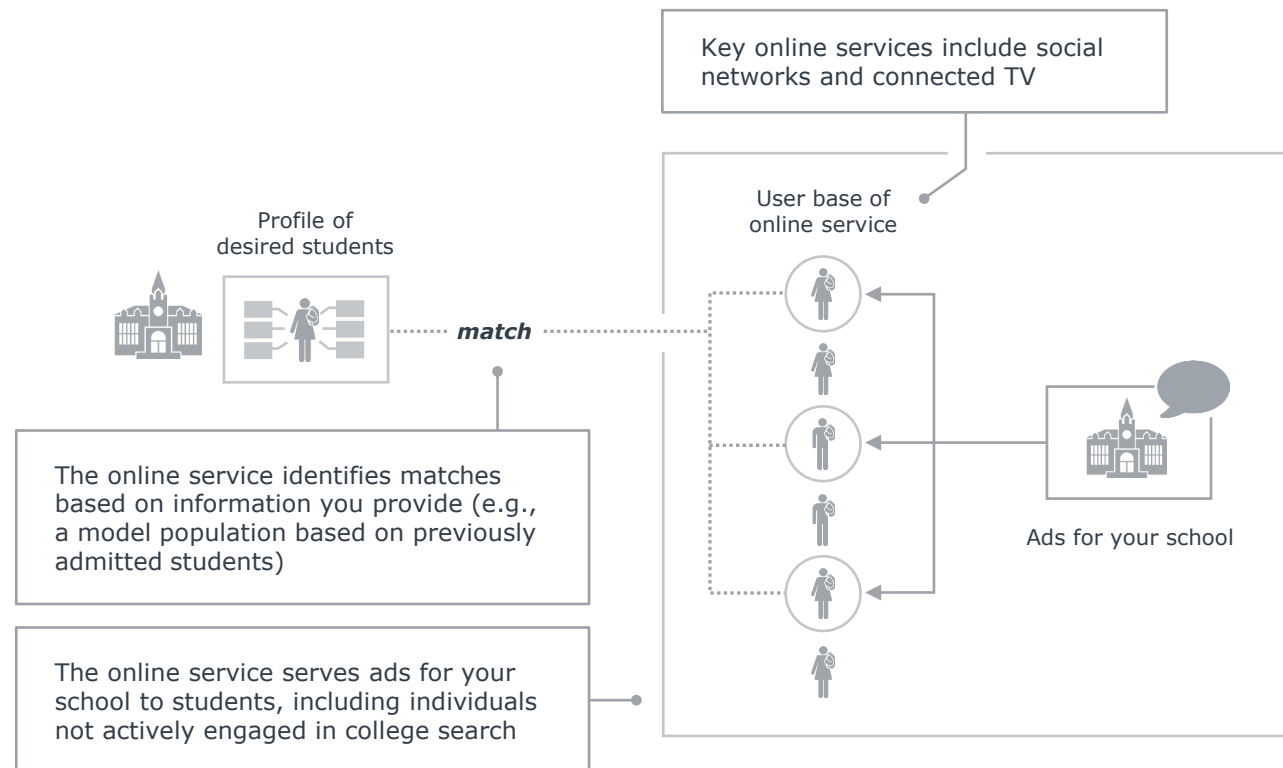 Key online services include social
networks and connected TV
Profile of
desired students
User base of
online service
match
The online service identifies matches
based on information you provide (e.g.,
a model population based on previously
admitted students)
Ads for your school
The online service serves ads for your
school to students, including individuals
not actively engaged in college search